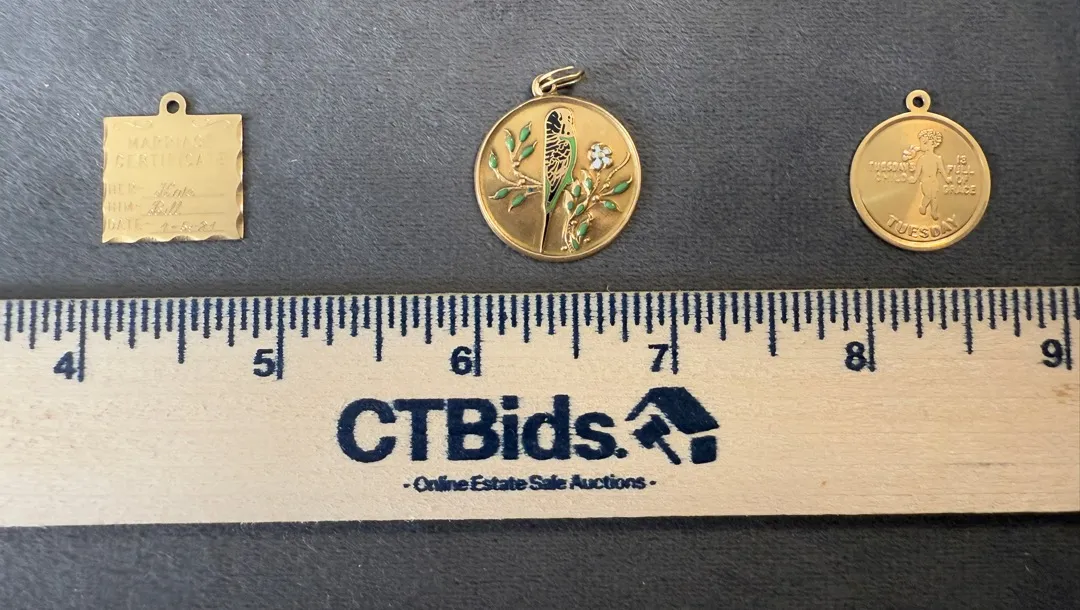 MARRIAGE
CERTIFICATE
HER-
HIM- Bill
DATE-
TUESDAY'S
CHILD
IS
FULL
OF
GRACE
TUESDAY
4 5 6 7 8 9
CTBids.
- Online Estate Sale Auctions -